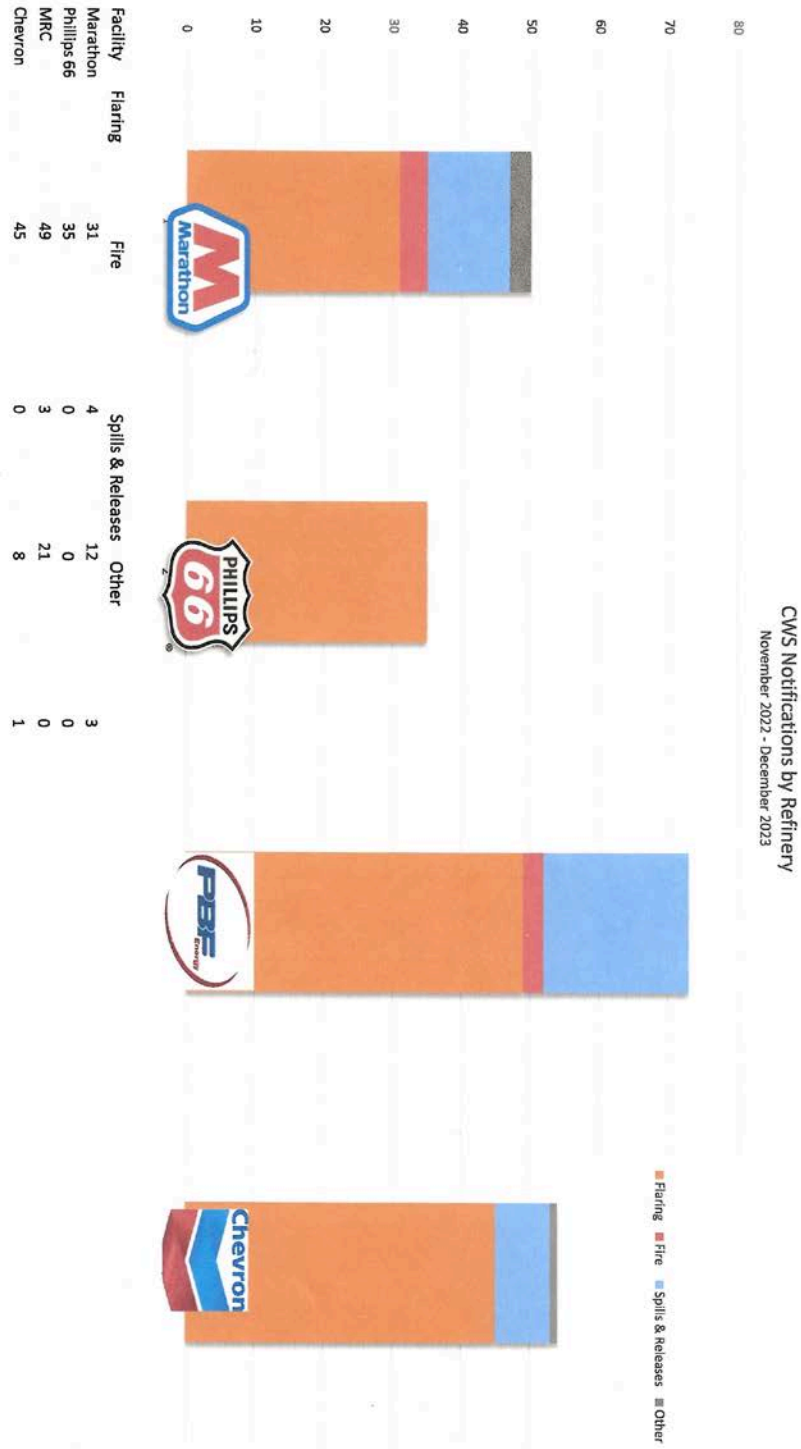 CWS Notifications by Refinery
November 2022 - December 2023
Flaring Fire Spills & Releases Other
80
70
60
50
40
30
20
10
0
Marathon
PHILLIPS
66
®
PBF
Energy
Chevron
Facility Flaring Fire Spills & Releases Other
Marathon 31 4 12 3
Phillips 66 35 0 0 0
MRC 49 3 21 0
Chevron 45 0 8 1